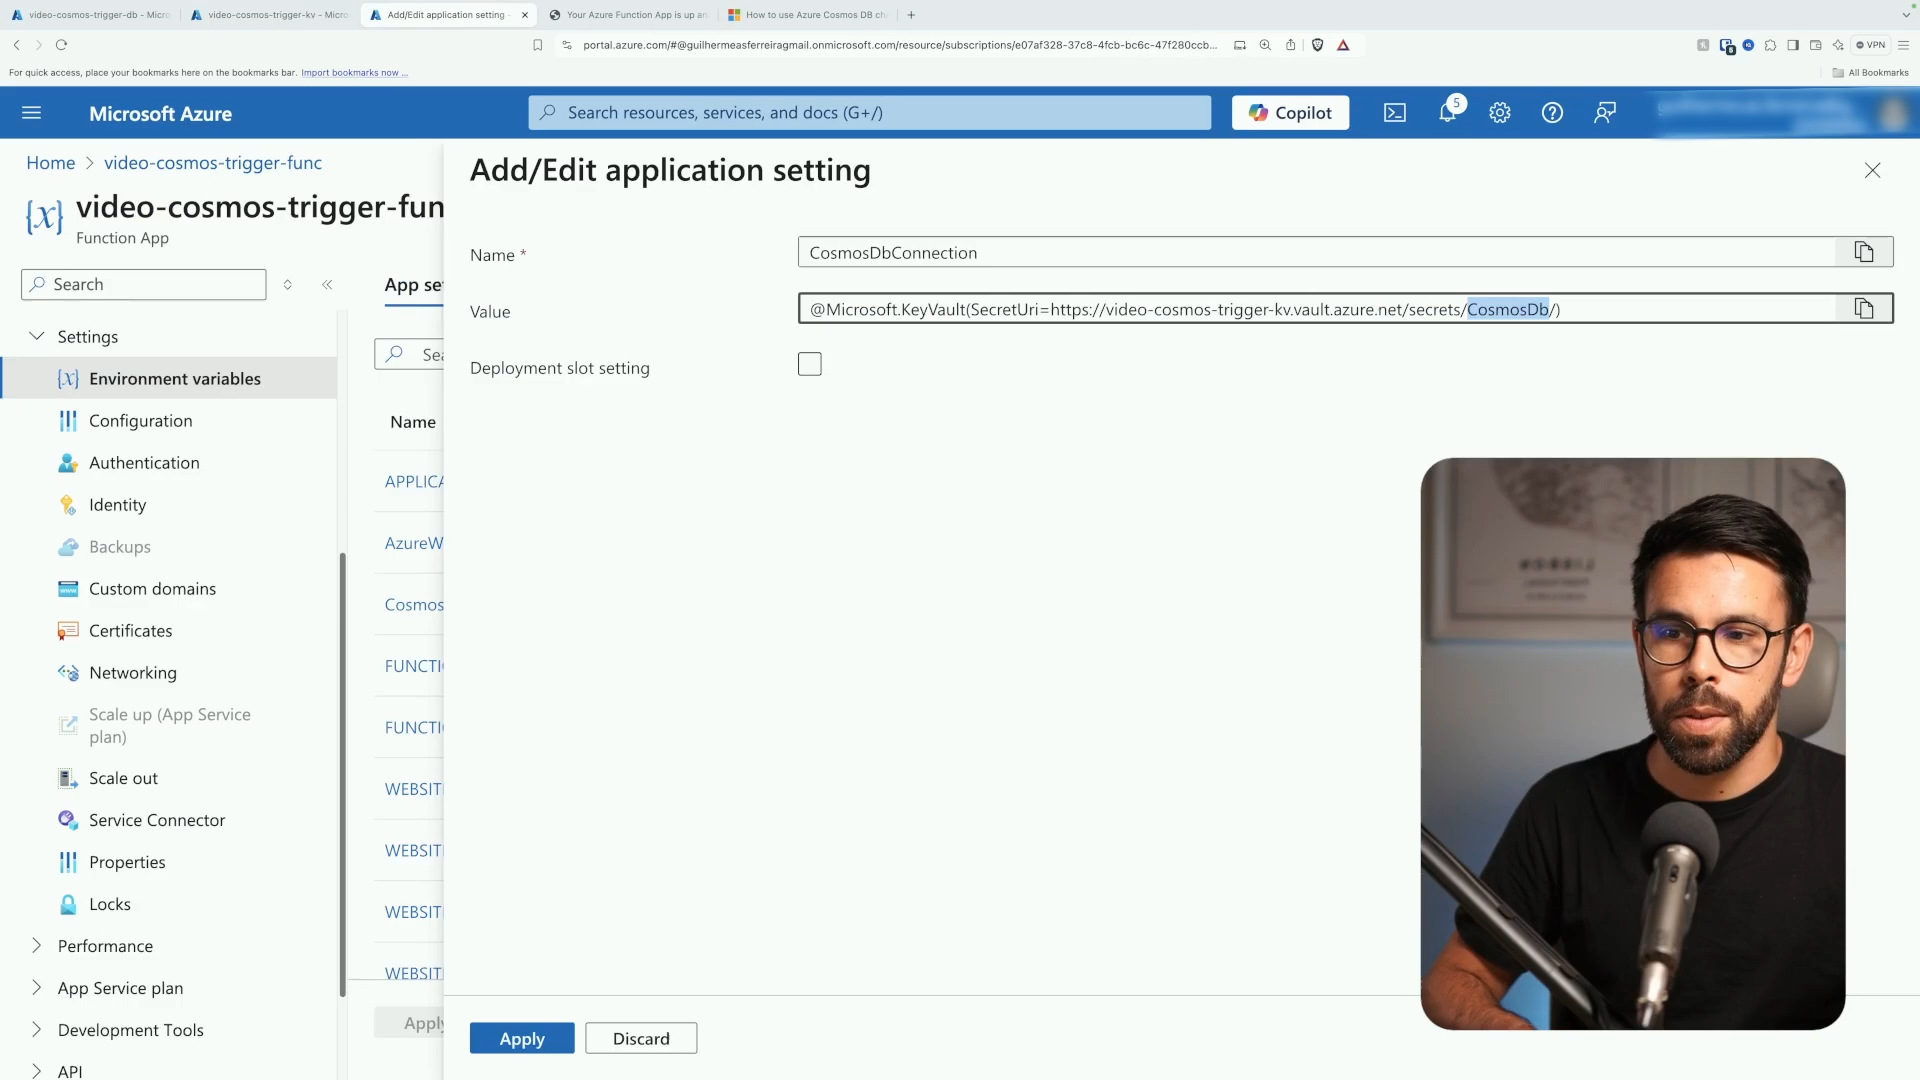 video-cosmos-trigger-db - Micro
video-cosmos-trigger-kv - Micro
Add/Edit application setting
Your Azure Function App is up an
How to use Azure Cosmos DB ch
portal.azure.com/#@guilhermeasferreiragmail.onmicrosoft.com/resource/subscriptions/e07af328-37c8-4fcb-bc6c-47f280ccb...
VPN
For quick access, place your bookmarks here on the bookmarks bar. Import bookmarks now ...
All Bookmarks
Microsoft Azure
Search resources, services, and docs (G+/)
Copilot
5
Home > video-cosmos-trigger-func
video-cosmos-trigger-fun
Function App
Search
Settings
Environment variables
Configuration
Authentication
Identity
Backups
Custom domains
Certificates
Networking
Scale up (App Service
plan)
Scale out
Service Connector
Properties
Locks
Performance
App Service plan
Development Tools
API
App se
Sea
Name
APPLICA
AzureW
Cosmos
FUNCTI
FUNCTI
WEBSIT
WEBSIT
WEBSIT
WEBSIT
Apply
Add/Edit application setting
Name *
CosmosDbConnection
Value
@Microsoft.KeyVault(SecretUri=https://video-cosmos-trigger-kv.vault.azure.net/secrets/CosmosDb/)
Deployment slot setting
Apply
Discard